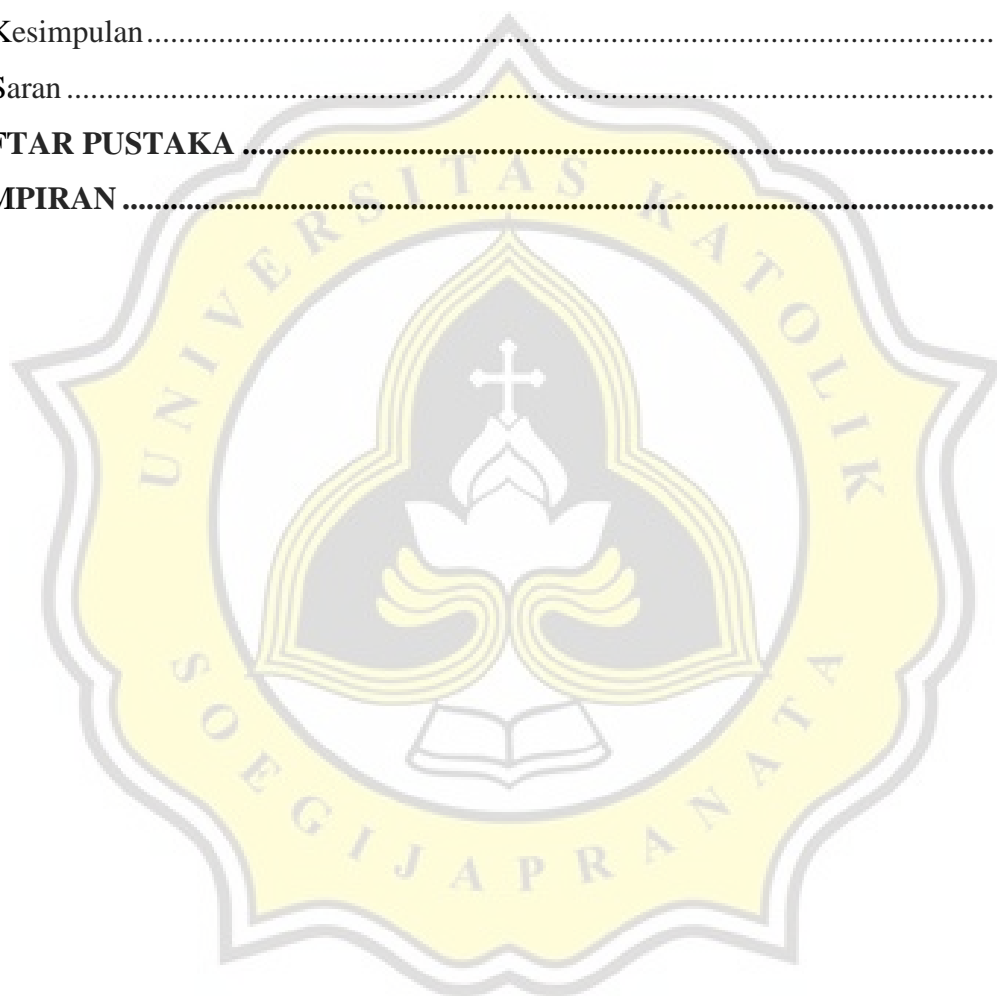 Kesimpulan................................................................................................
Saran................................................................................................
FTAR PUSTAKA................................................................................................
MPIRAN................................................................................................
UNIVERSITAS KATOLIK
SOEGIJAPRANATA